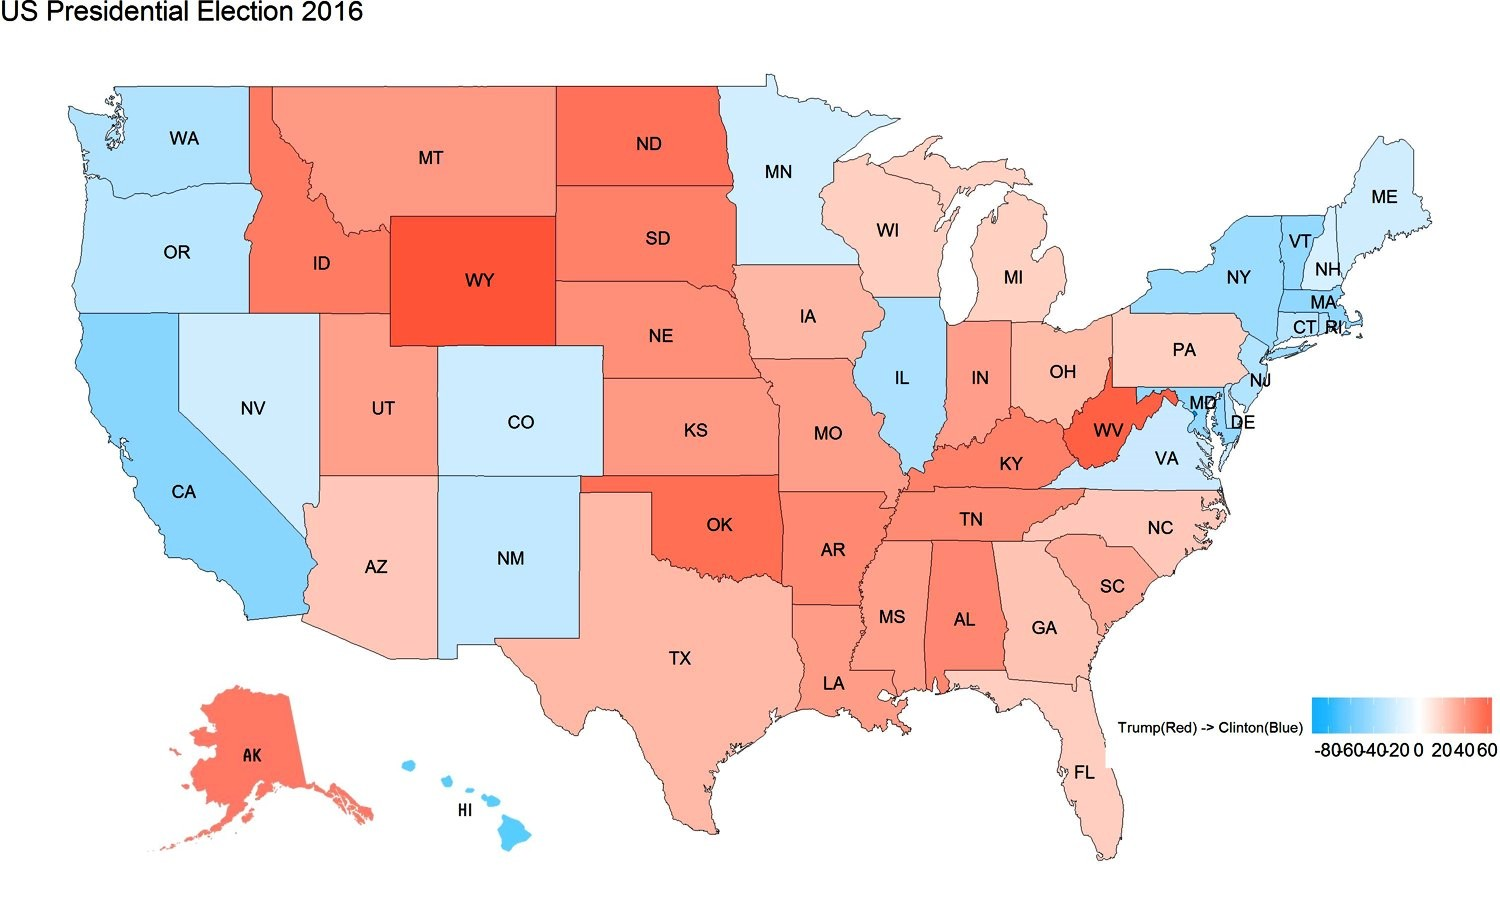 US Presidential Election 2016
WA
MT
ND
MN
ME
OR
ID
WY
SD
WI
MI
NY
VT
NH
MA
CT
RI
NV
UT
CO
NE
IA
IL
IN
OH
PA
NJ
MD
DE
CA
KS
MO
KY
WV
VA
AZ
NM
OK
AR
TN
NC
SC
TX
LA
MS
AL
GA
FL
AK
HI
Trump(Red) -> Clinton(Blue)
-80-60-40-20 0 20 40 60